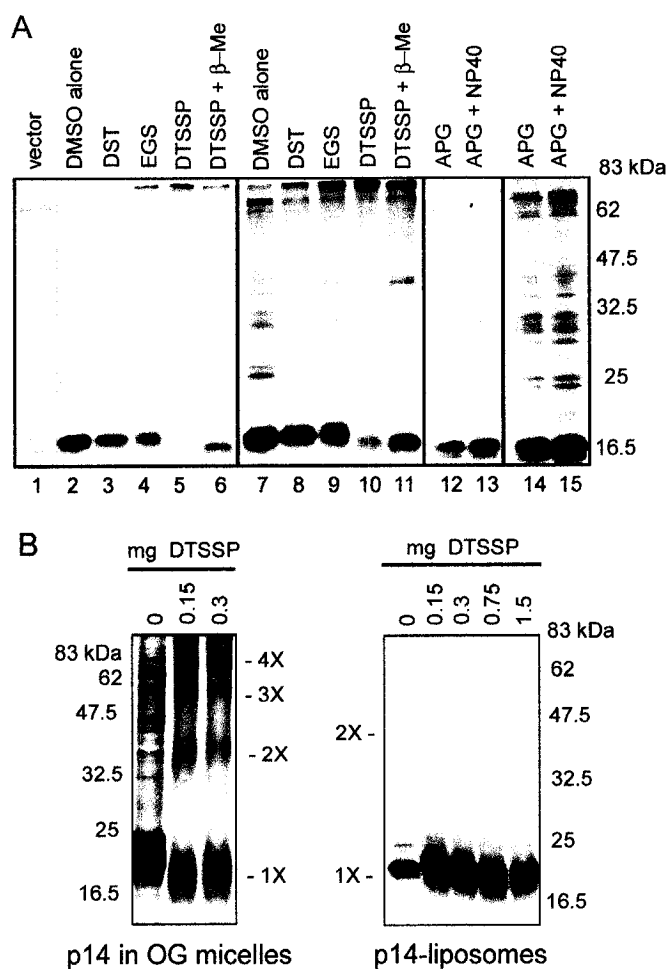 A
vector
DMSO alone
DST
EGS
DTSSP
DTSSP + β–Me
DMSO alone
DST
EGS
DTSSP
DTSSP + β–Me
APG
APG + NP40
APG
APG + NP40
83 kDa
62
47.5
32.5
25
16.5
1 2 3 4 5 6 7 8 9 10 11 12 13 14 15
B
mg DTSSP
0 0.15 0.3
83 kDa
62
47.5
32.5
25
16.5
- 4X
- 3X
- 2X
- 1X
p14 in OG micelles
mg DTSSP
0 0.15 0.3 0.75 1.5
2X -
1X -
83 kDa
62
47.5
32.5
25
16.5
p14-liposomes